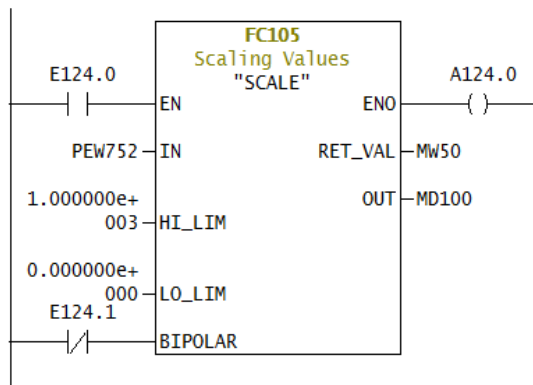 FC105
Scaling Values
"SCALE"
E124.0
A124.0
EN
ENO
PEW752
IN
RET_VAL
MW50
1.000000e+
003
HI_LIM
OUT
MD100
0.000000e+
000
LO_LIM
E124.1
BIPOLAR